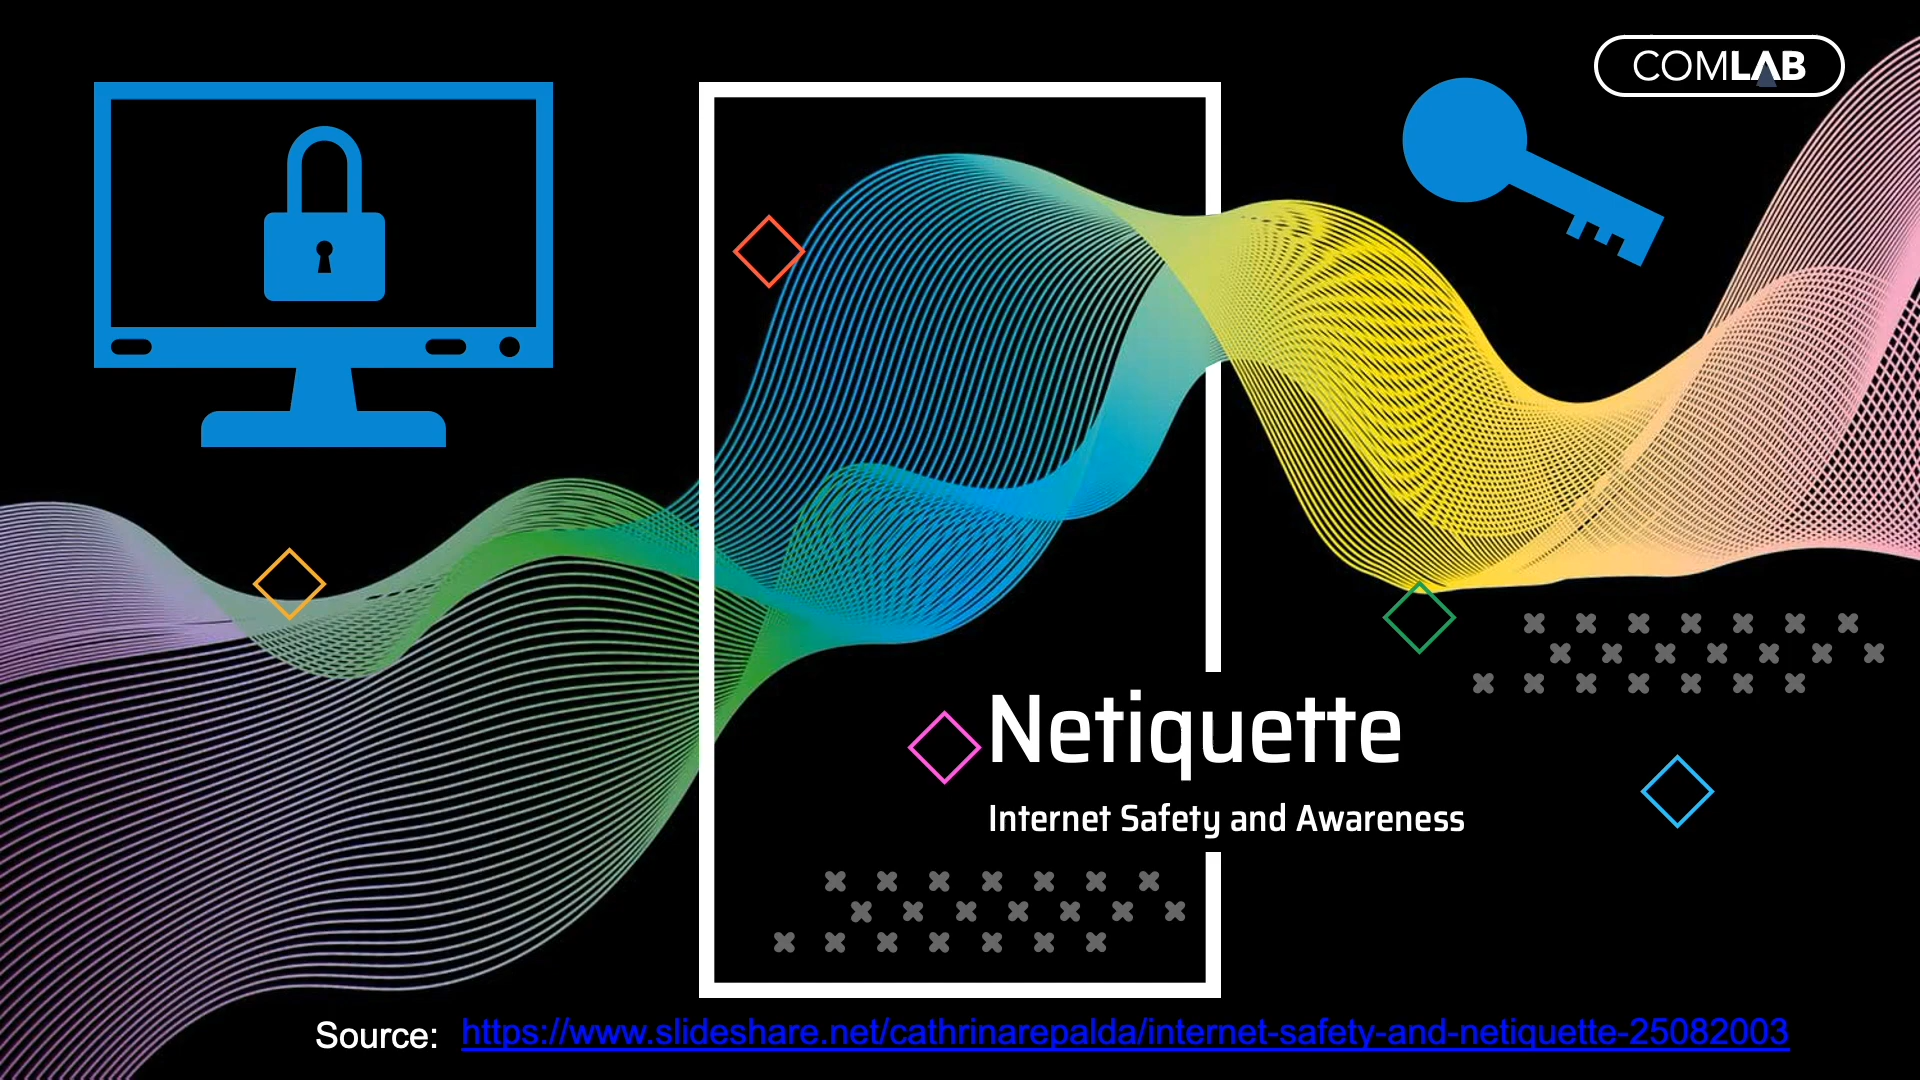 COMLAB
Netiquette
Internet Safety and Awareness
Source: https://www.slideshare.net/cathrinarepalda/internet-safety-and-netiquette-25082003